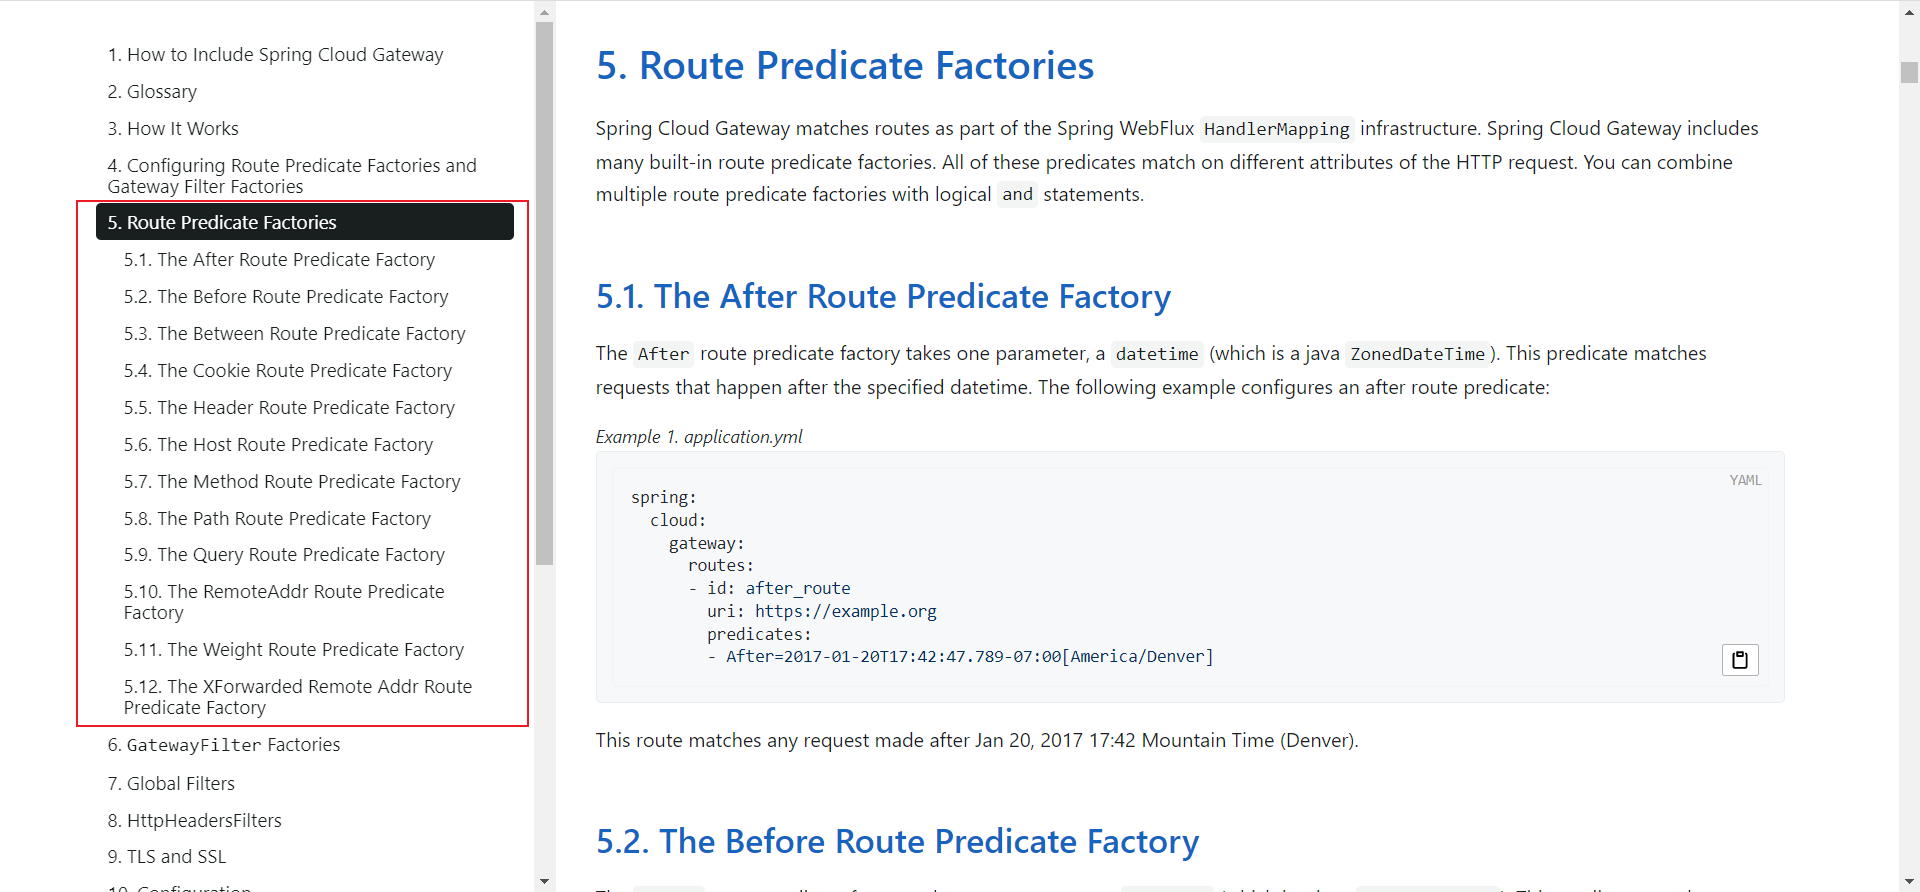 1. How to Include Spring Cloud Gateway
2. Glossary
3. How It Works
4. Configuring Route Predicate Factories and
Gateway Filter Factories
5. Route Predicate Factories
5.1. The After Route Predicate Factory
5.2. The Before Route Predicate Factory
5.3. The Between Route Predicate Factory
5.4. The Cookie Route Predicate Factory
5.5. The Header Route Predicate Factory
5.6. The Host Route Predicate Factory
5.7. The Method Route Predicate Factory
5.8. The Path Route Predicate Factory
5.9. The Query Route Predicate Factory
5.10. The RemoteAddr Route Predicate
Factory
5.11. The Weight Route Predicate Factory
5.12. The XForwarded Remote Addr Route
Predicate Factory
6. GatewayFilter Factories
7. Global Filters
8. HttpHeadersFilters
9. TLS and SSL
10. Configuration
5. Route Predicate Factories
Spring Cloud Gateway matches routes as part of the Spring WebFlux HandlerMapping infrastructure. Spring Cloud Gateway includes
many built-in route predicate factories. All of these predicates match on different attributes of the HTTP request. You can combine
multiple route predicate factories with logical and statements.
5.1. The After Route Predicate Factory
The After route predicate factory takes one parameter, a datetime (which is a java ZonedDateTime). This predicate matches
requests that happen after the specified datetime. The following example configures an after route predicate:
Example 1. application.yml
YAML
spring:
  cloud:
    gateway:
      routes:
      - id: after_route
        uri: https://example.org
        predicates:
        - After=2017-01-20T17:42:47.789-07:00[America/Denver]
This route matches any request made after Jan 20, 2017 17:42 Mountain Time (Denver).
5.2. The Before Route Predicate Factory